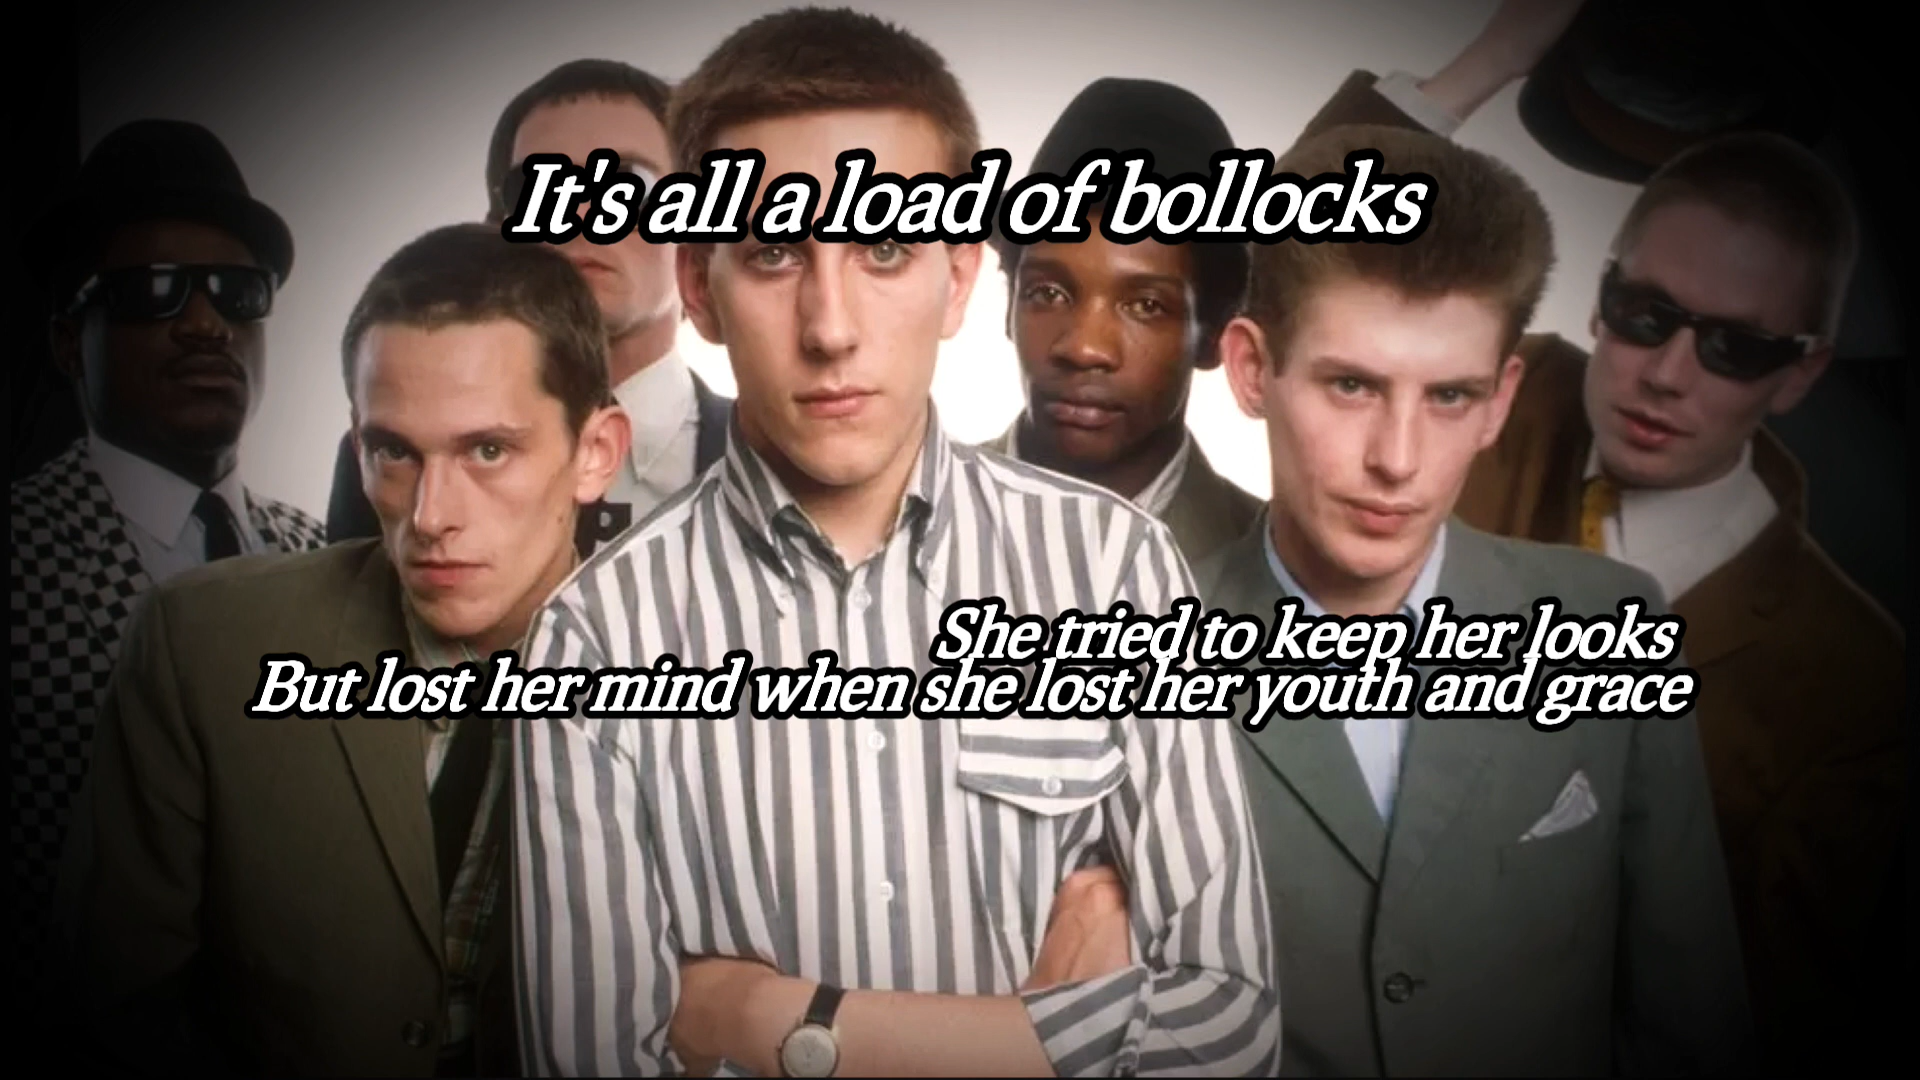 It's all a load of bollocks
She tried to keep her looks
But lost her mind when she lost her youth and grace
P